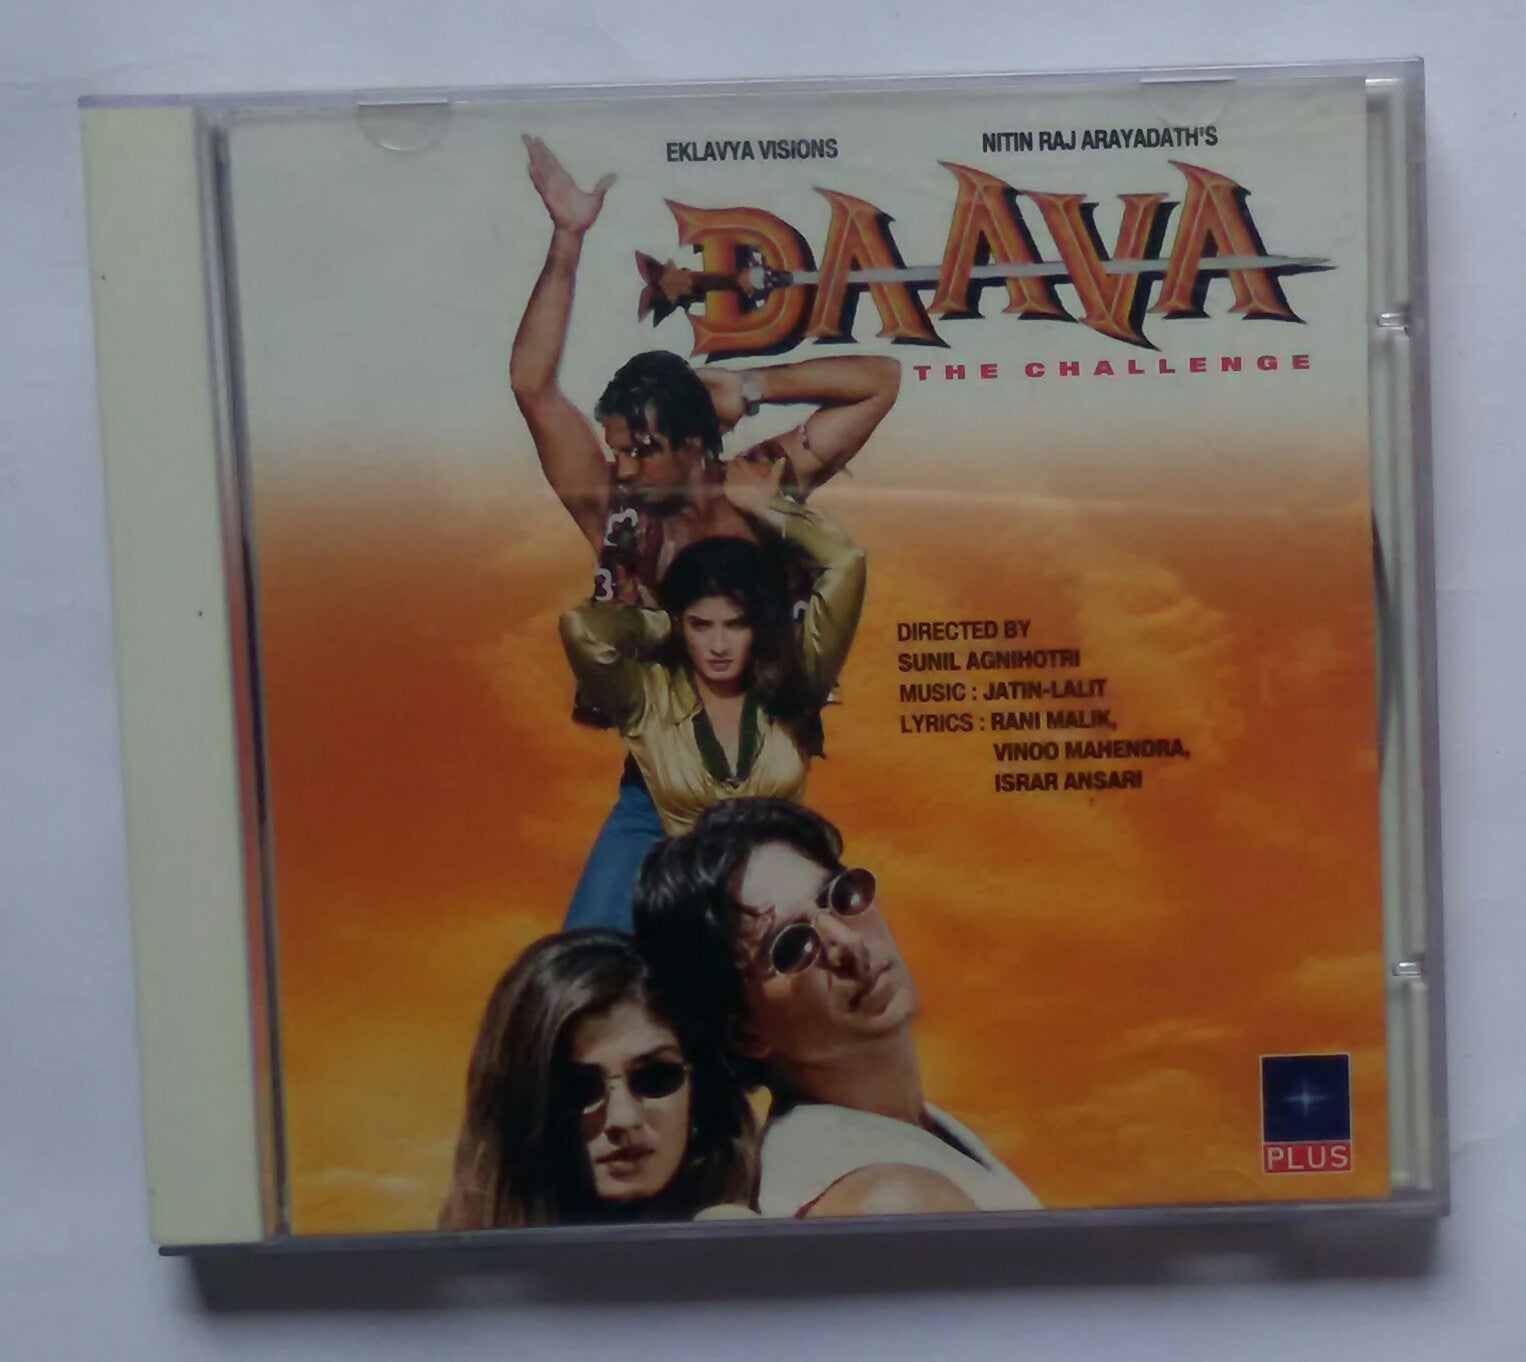 EKLAVYA VISIONS
NITIN RAJ ARAYADATH'S
DAAVA
THE CHALLENGE
DIRECTED BY
SUNIL AGNIHOTRI
MUSIC : JATIN-LALIT
LYRICS : RANI MALIK,
VINOO MAHENDRA,
ISRAR ANSARI
PLUS